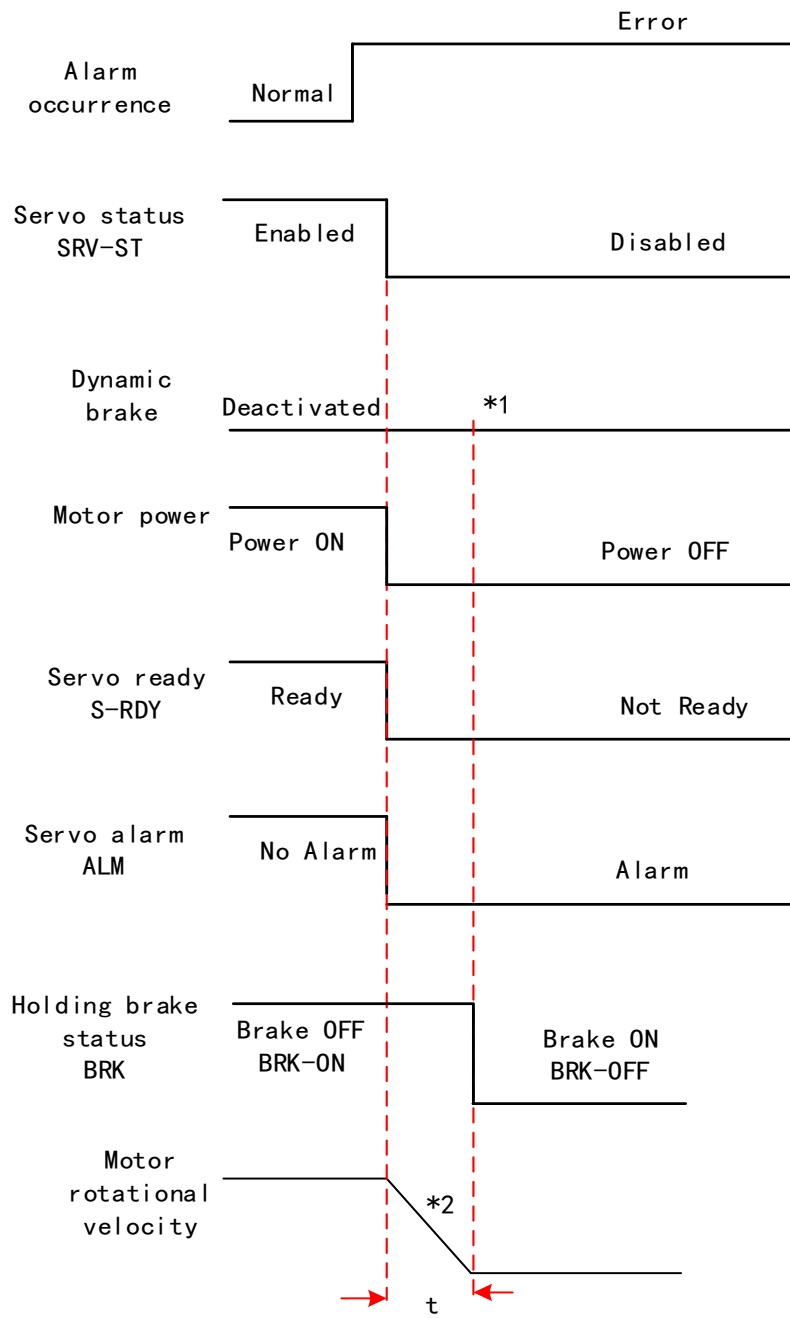 Error
Alarm
occurrence
Normal
Servo status
SRV-ST
Enabled
Disabled
Dynamic
brake
Deactivated
*1
Motor power
Power ON
Power OFF
Servo ready
S-RDY
Ready
Not Ready
Servo alarm
ALM
No Alarm
Alarm
Holding brake
status
BRK
Brake OFF
BRK-ON
Brake ON
BRK-OFF
Motor
rotational
velocity
*2
t